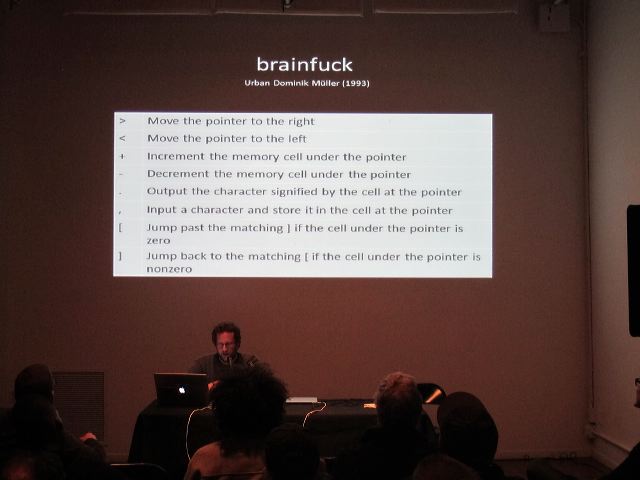 brainfuck
Urban Dominik Müller (1993)
> Move the pointer to the right
< Move the pointer to the left
+ Increment the memory cell under the pointer
- Decrement the memory cell under the pointer
. Output the character signified by the cell at the pointer
, Input a character and store it in the cell at the pointer
[ Jump past the matching ] if the cell under the pointer is
zero
] Jump back to the matching [ if the cell under the pointer is
nonzero